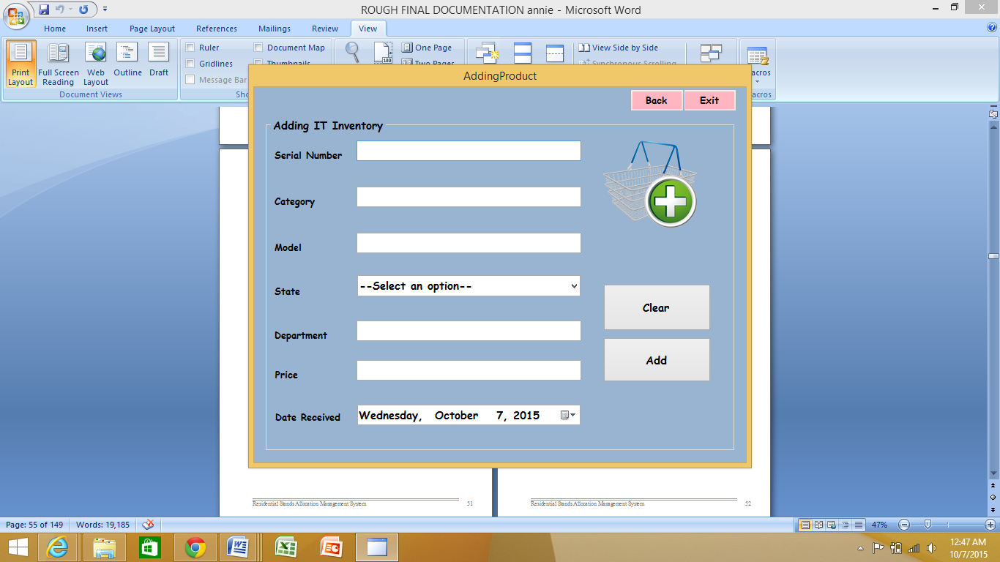 ROUGH FINAL DOCUMENTATION annie - Microsoft Word
Home Insert Page Layout References Mailings Review View
Ruler Document Map One Page View Side by Side
Gridlines Thumbnails Two Pages Synchronous Scrolling
Message Bar
Print Layout
Full Screen Reading
Web Layout
Outline
Draft
Document Views
100
AddingProduct
Back Exit
Adding IT Inventory
Serial Number
Category
Model
State --Select an option--
Clear
Department
Add
Price
Date Received Wednesday, October 7, 2015
Residential Stands Allocation Management System 51
Residential Stands Allocation Management System 52
Page: 55 of 149 Words: 19,185 47%
12:47 AM
10/7/2015